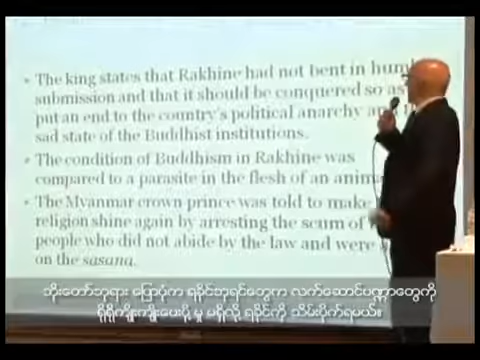 • The king states that Rakhine had not bent in hum
submission and that it should be conquered so as
put an end to the country's political anarchy an
sad state of the Buddhist institutions.
• The condition of Buddhism in Rakhine was
compared to a parasite in the flesh of an anim
• The Myanmar crown prince was told to make
religion shine again by arresting the scum of
people who did not abide by the law and were
on the sasana.
ဘိုးတော်ဘုရား ပြောပုံက ရခိုင်ဘုရင်တွေက လက်ဆောင်ပဏ္ဏာတွေကို
ရိုရိုကျိုးကျိုးပေးပို့မှု မရှိလို့ ရခိုင်ကို သိမ်းပိုက်ရမယ်။